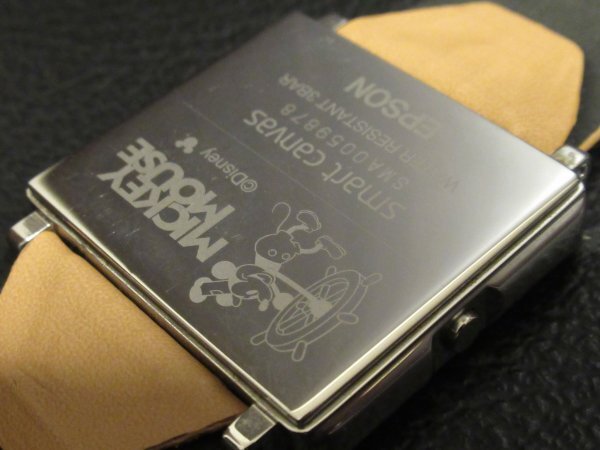 MICKEY
MOUSE
©Disney
smart canvas
SMA0059878
WATER RESISTANT 3BAR
EPSON